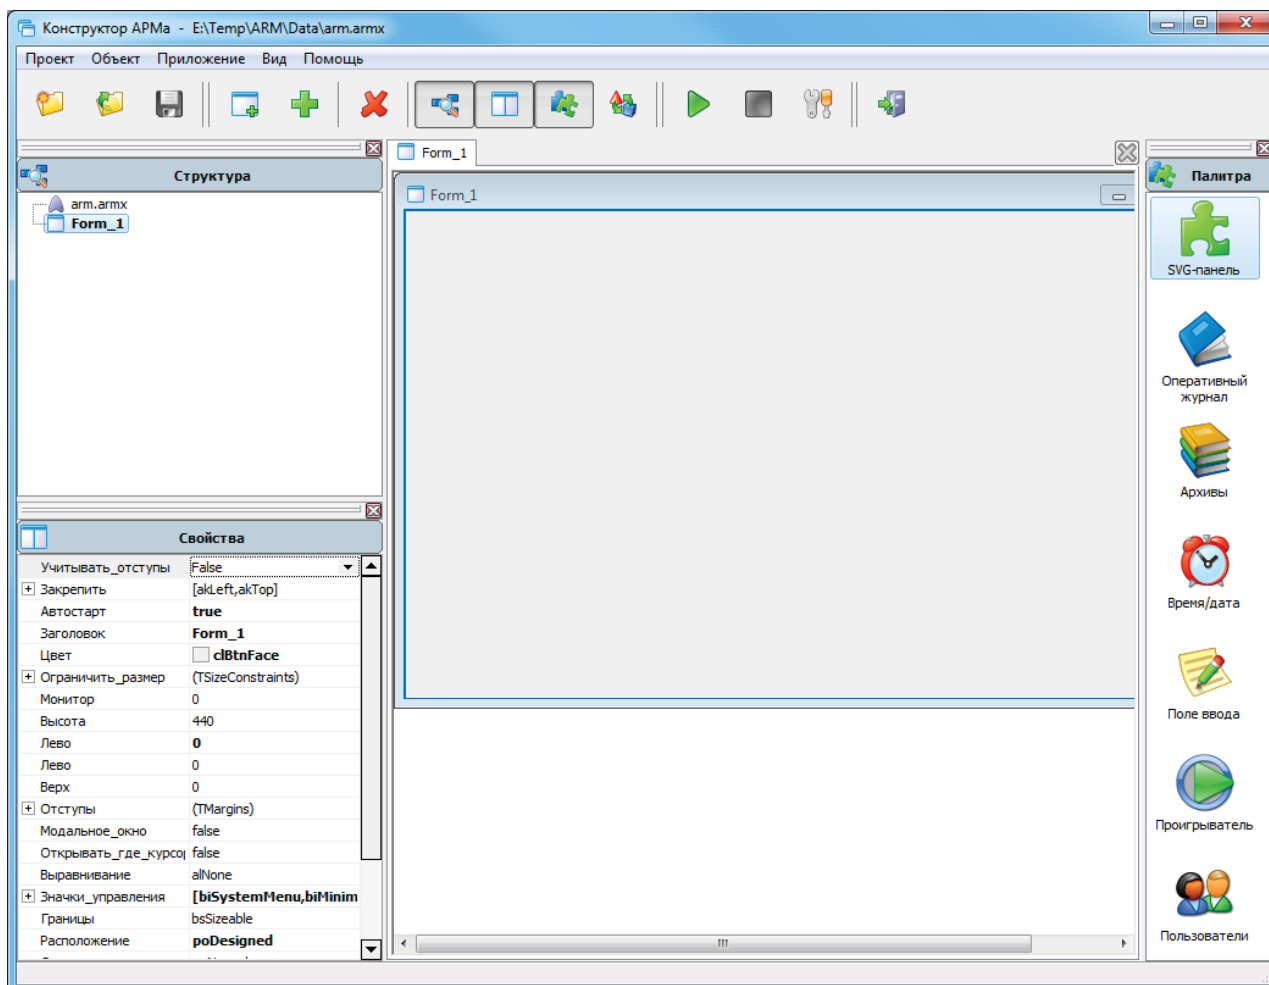 Конструктор АРМа - E:\Temp\ARM\Data\arm.armx
Проект Объект Приложение Вид Помощь
Структура
arm.armx
Form_1
Свойства
Учитывать_отступы False
Закрепить [akLeft,akTop]
Автостарт true
Заголовок Form_1
Цвет clBtnFace
Ограничить_размер (TSizeConstraints)
Монитор 0
Высота 440
Лево 0
Лево 0
Верх 0
Отступы (TMargins)
Модальное_окно false
Открывать_где_курсор false
Выравнивание alNone
Значки_управления [biSystemMenu,biMinim
Границы bsSizeable
Расположение poDesigned
Form_1
Form_1
Палитра
SVG-панель
Оперативный
журнал
Архивы
Время/дата
Поле ввода
Проигрыватель
Пользователи